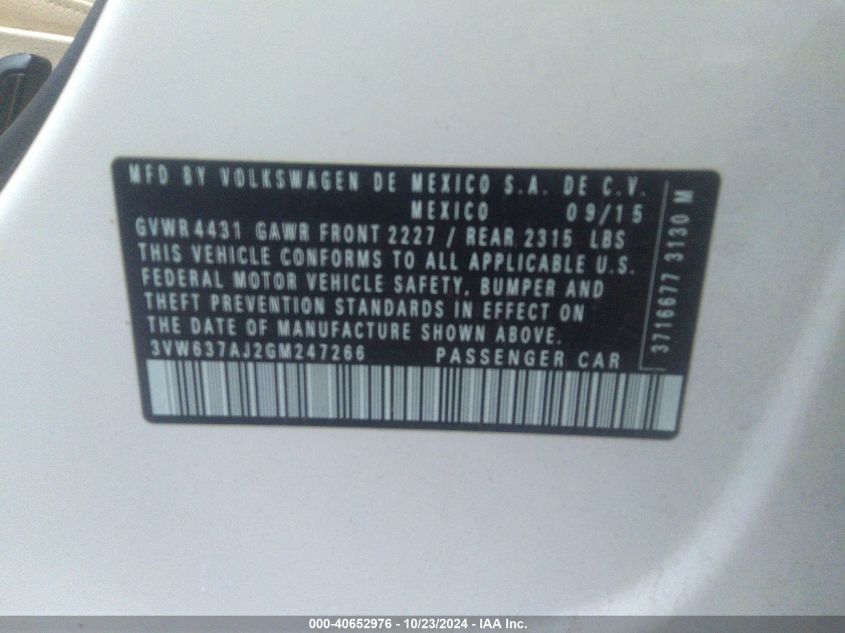 MFD BY VOLKSWAGEN DE MEXICO S.A. DE C.V.
MEXICO 09/15
GVWR 4431 GAWR FRONT 2227 / REAR 2315 LBS
THIS VEHICLE CONFORMS TO ALL APPLICABLE U.S.
FEDERAL MOTOR VEHICLE SAFETY, BUMPER AND
THEFT PREVENTION STANDARDS IN EFFECT ON
THE DATE OF MANUFACTURE SHOWN ABOVE.
3VW637AJ2GM247266 PASSENGER CAR
3716677 3130 M
000-40652976 - 10/23/2024 - IAA Inc.